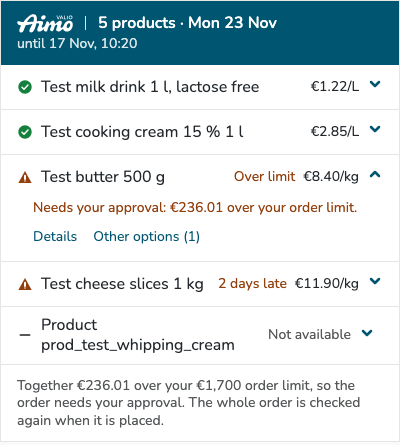 VALIO
Aimo | 5 products · Mon 23 Nov
until 17 Nov, 10:20
Test milk drink 1 l, lactose free €1.22/L
Test cooking cream 15 % 1 l €2.85/L
Test butter 500 g Over limit €8.40/kg
Needs your approval: €236.01 over your order limit.
Details Other options (1)
Test cheese slices 1 kg 2 days late €11.90/kg
Product
prod_test_whipping_cream Not available
Together €236.01 over your €1,700 order limit, so the
order needs your approval. The whole order is checked
again when it is placed.